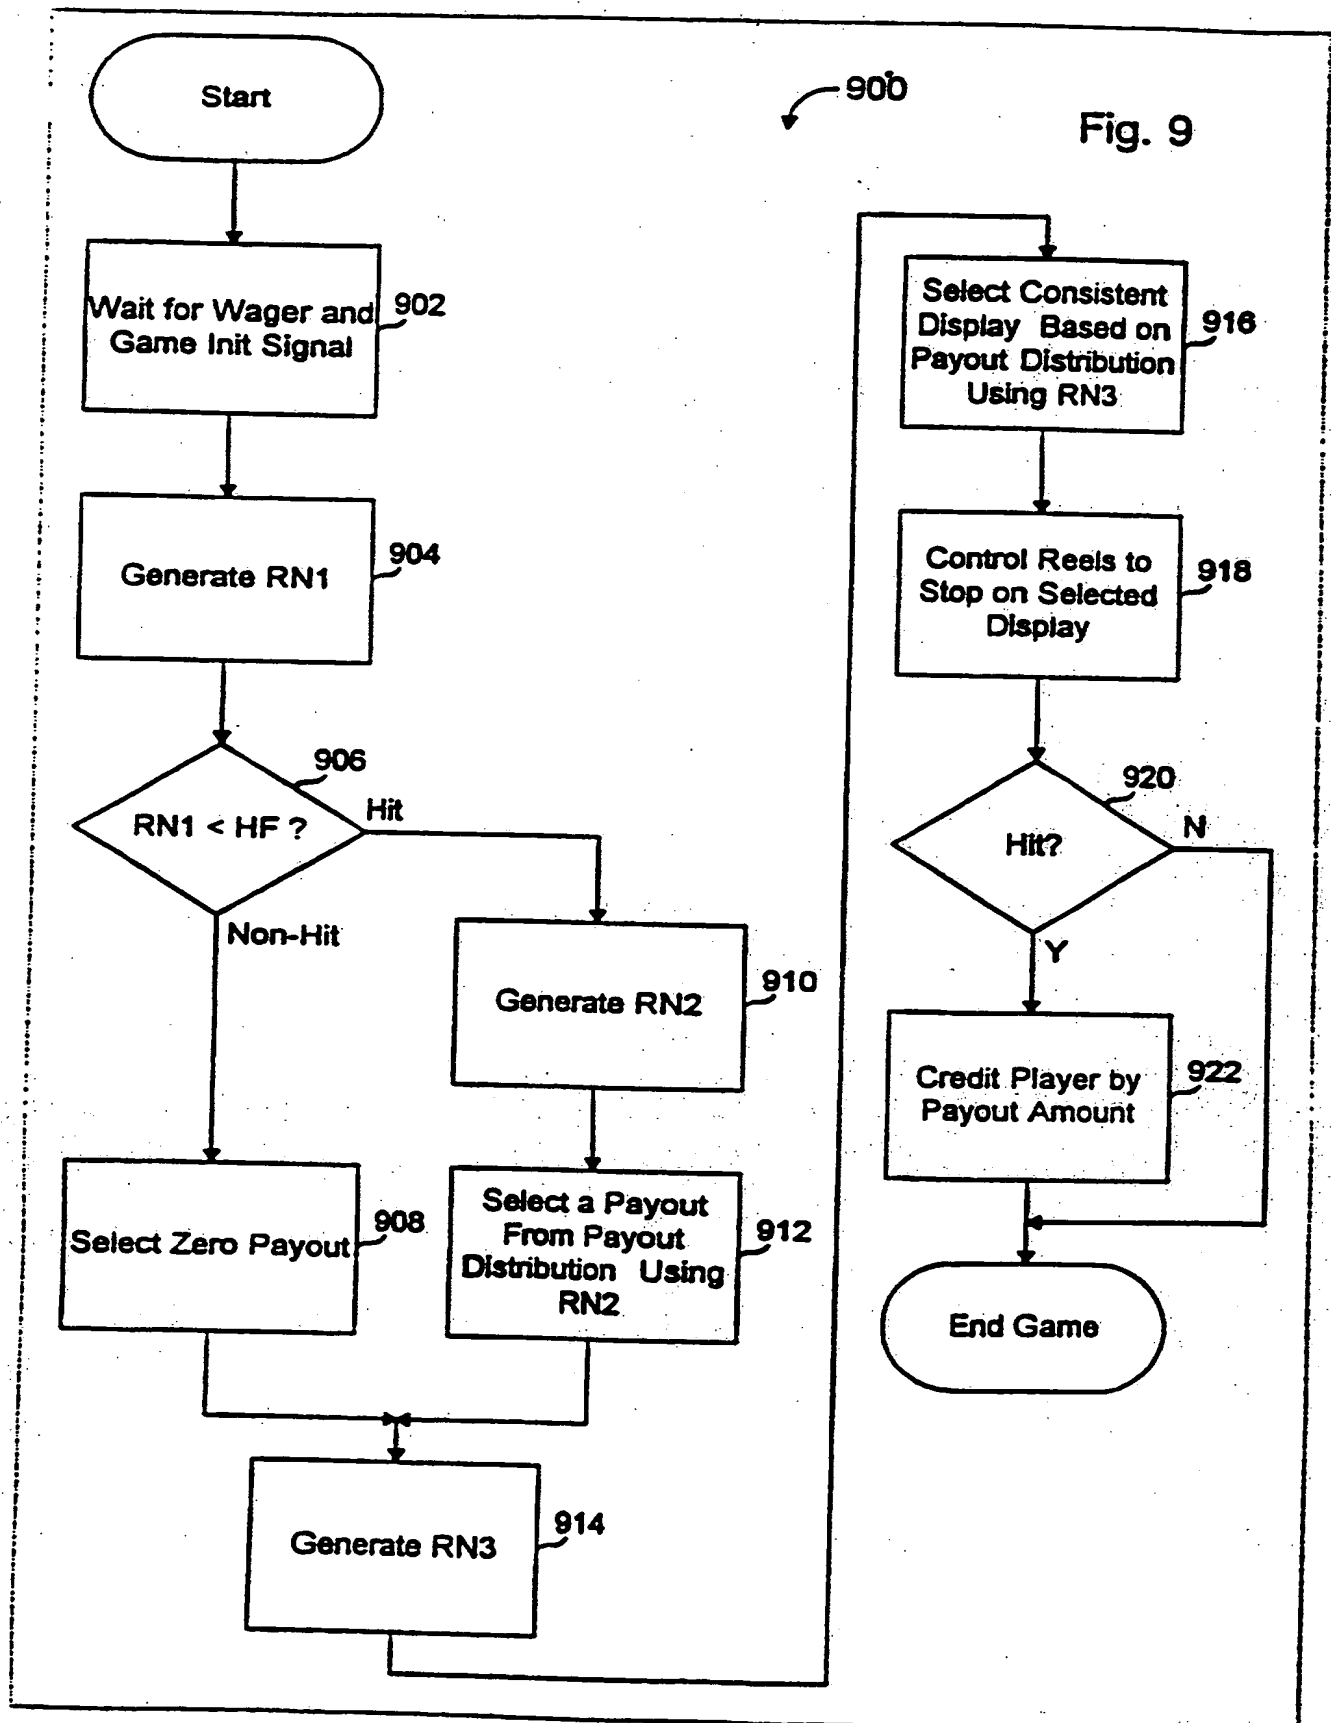 Start
900
Fig. 9
Wait for Wager and
Game Init Signal
902
Generate RN1
904
RN1 < HF ?
906
Hit
Non-Hit
Generate RN2
910
Select Zero Payout
908
Select a Payout
From Payout
Distribution Using
RN2
912
Generate RN3
914
Select Consistent
Display Based on
Payout Distribution
Using RN3
916
Control Reels to
Stop on Selected
Display
918
Hit?
920
N
Y
Credit Player by
Payout Amount
922
End Game